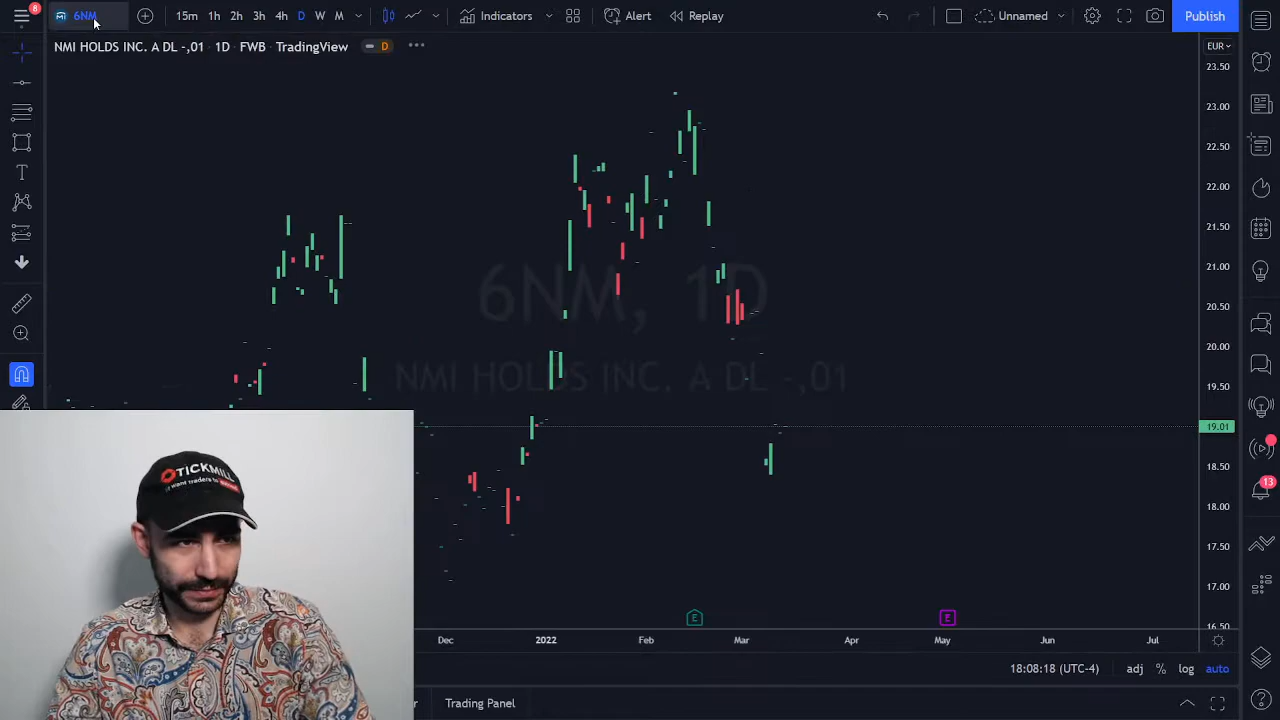 8
6NM
15m 1h 2h 3h 4h D W M
Indicators
Alert
Replay
Unnamed
Publish
NMI HOLDS INC. A DL -,01 · 1D · FWB · TradingView
D
EUR
23.50
23.00
22.50
22.00
21.50
21.00
20.50
20.00
19.50
19.01
18.50
18.00
17.50
17.00
16.50
6NM, 1D
NMI HOLDS INC. A DL -,01
13
TICKMILL
E
E
Dec 2022 Feb Mar Apr May Jun Jul
18:08:18 (UTC-4)
adj % log auto
Trading Panel